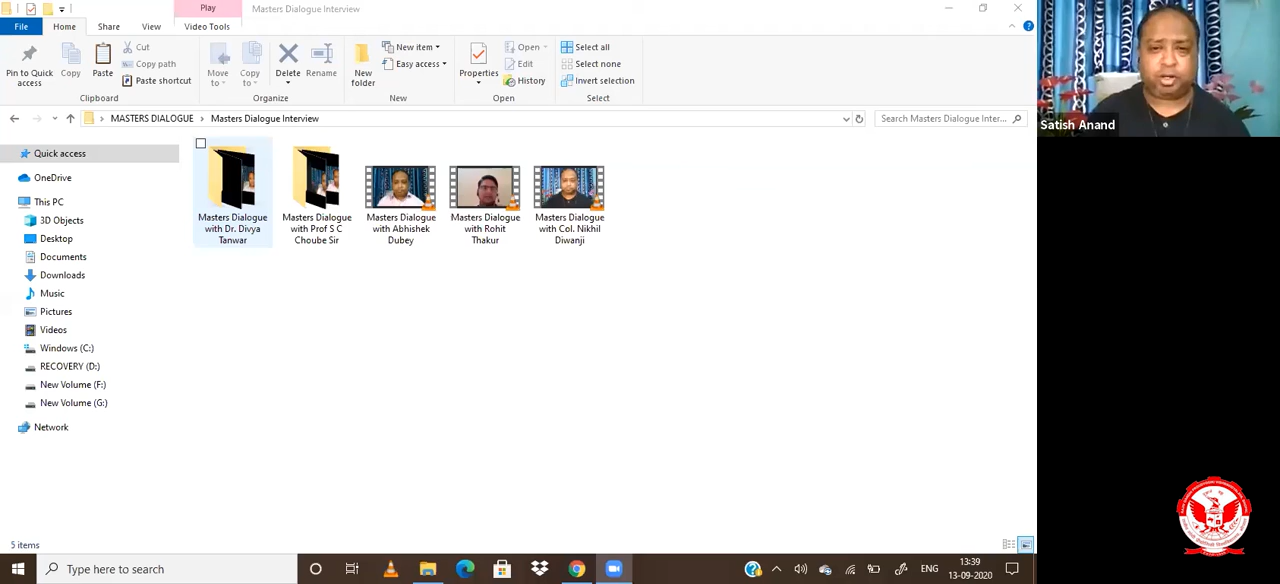 Play
Masters Dialogue Interview
File
Home
Share
View
Video Tools
Pin to Quick
access
Copy
Paste
Cut
Copy path
Paste shortcut
Clipboard
Move
to
Copy
to
Delete
Rename
Organize
New
folder
New item
Easy access
New
Properties
Open
Edit
History
Open
Select all
Select none
Invert selection
Select
MASTERS DIALOGUE > Masters Dialogue Interview
Search Masters Dialogue Inter...
Quick access
OneDrive
This PC
3D Objects
Desktop
Documents
Downloads
Music
Pictures
Videos
Windows (C:)
RECOVERY (D:)
New Volume (F:)
New Volume (G:)
Network
Masters Dialogue
with Dr. Divya
Tanwar
Masters Dialogue
with Prof S C
Choube Sir
Masters Dialogue
with Abhishek
Dubey
Masters Dialogue
with Rohit
Thakur
Masters Dialogue
with Col. Nikhil
Diwanji
5 items
Satish Anand
Type here to search
ENG
13:39
13-09-2020